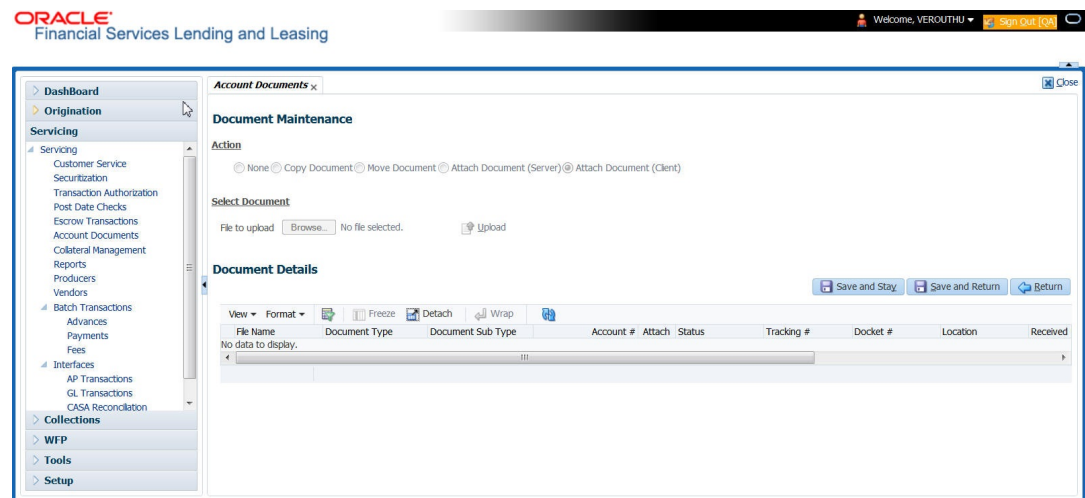 ORACLE®
Financial Services Lending and Leasing
Welcome, VEROUTHU
Sign Out [QA]
DashBoard
Origination
Servicing
Servicing
Customer Service
Securitization
Transaction Authorization
Post Date Checks
Escrow Transactions
Account Documents
Collateral Management
Reports
Producers
Vendors
Batch Transactions
Advances
Payments
Fees
Interfaces
AP Transactions
GL Transactions
CASA Reconciliation
Collections
WFP
Tools
Setup
Account Documents x
Close
Document Maintenance
Action
None Copy Document Move Document Attach Document (Server) Attach Document (Client)
Select Document
File to upload Browse... No file selected. Upload
Document Details
Save and Stay Save and Return Return
View Format Freeze Detach Wrap
File Name Document Type Document Sub Type Account # Attach Status Tracking # Docket # Location Received
No data to display.